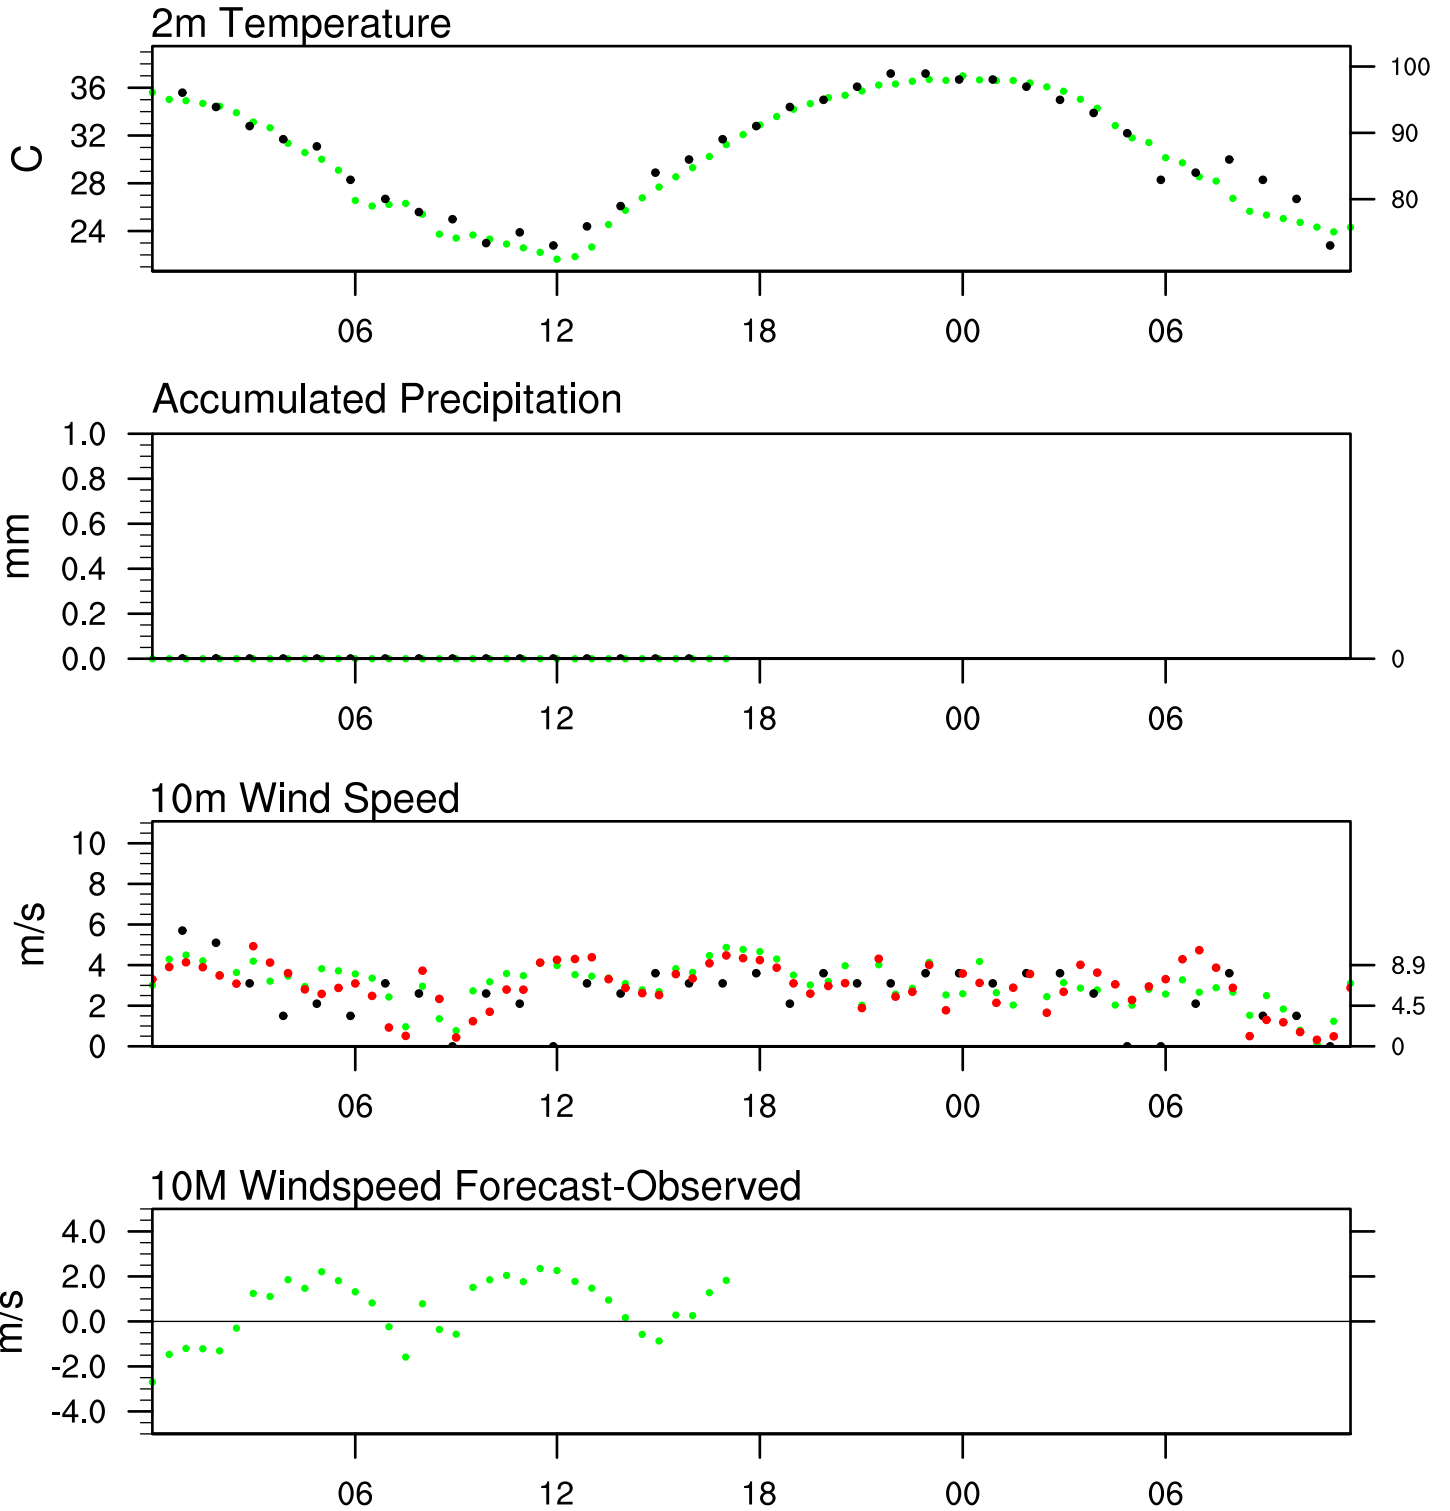 2m Temperature
36
32
28
24
C
100
90
80
06 12 18 00 06
Accumulated Precipitation
1.0
0.8
0.6
0.4
0.2
0.0
mm
0
06 12 18 00 06
10m Wind Speed
10
8
6
4
2
0
m/s
8.9
4.5
0
06 12 18 00 06
10M Windspeed Forecast-Observed
4.0
2.0
0.0
-2.0
-4.0
m/s
06 12 18 00 06